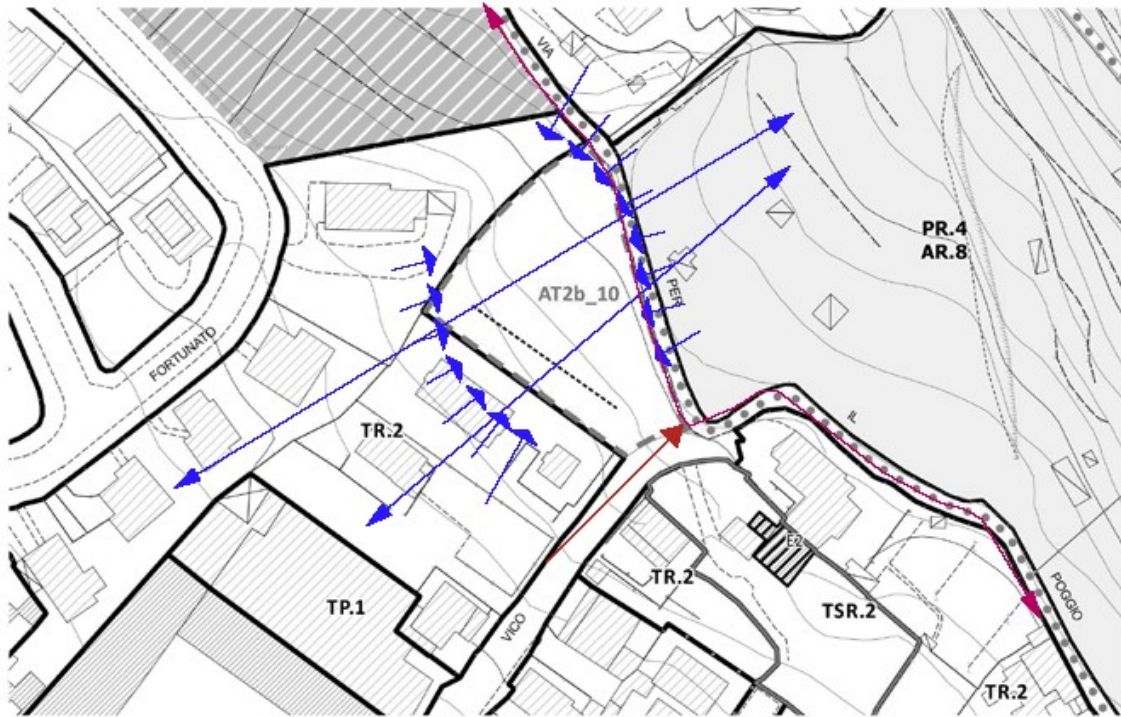 VIA
PR.4
AR.8
AT2b_10
PER
FORTUNATO
IL
TR.2
E2
TR.2
TP.1
TSR.2
POGGIO
VICO
TR.2